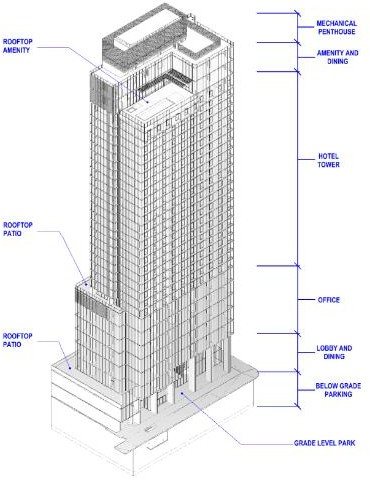 MECHANICAL
PENTHOUSE
ROOFTOP
AMENITY
AMENITY AND
DINING
HOTEL
TOWER
ROOFTOP
PATIO
OFFICE
ROOFTOP
PATIO
LOBBY AND
DINING
BELOW GRADE
PARKING
GRADE LEVEL PARK